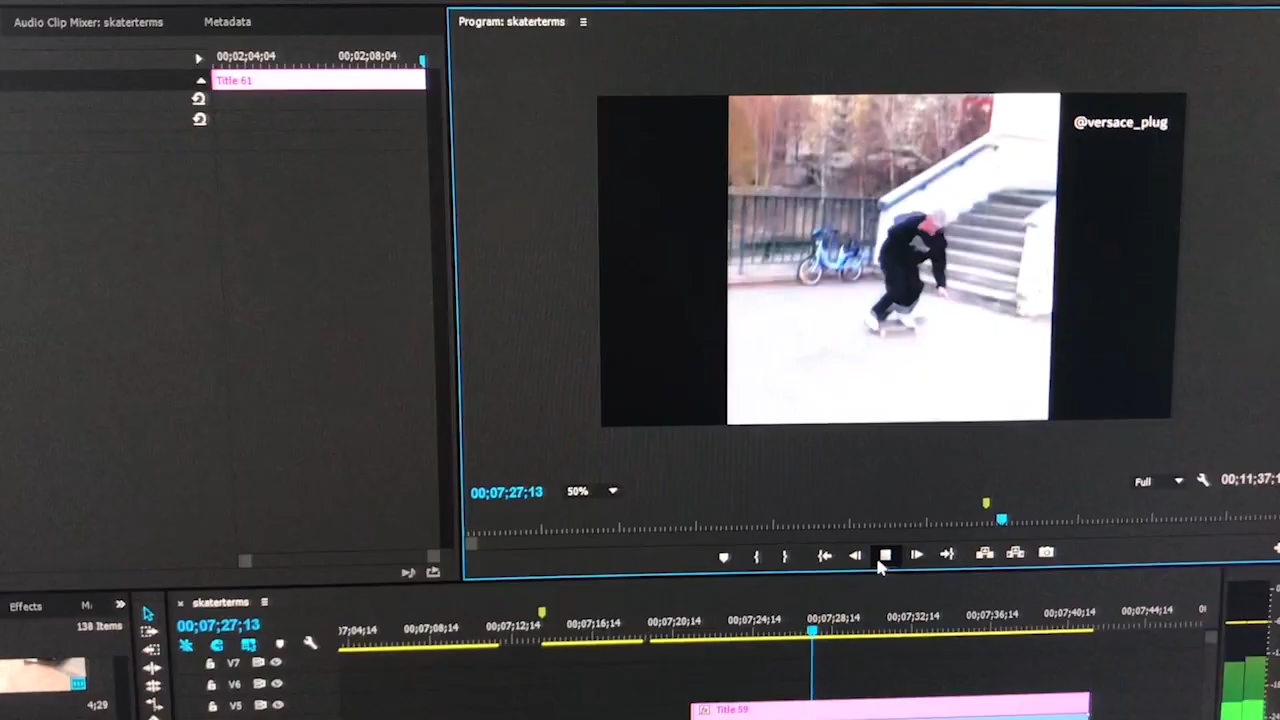 Audio Clip Mixer: skaterterms
Metadata
Program: skaterterms
00;02;04;04
00;02;08;04
Title 61
@versace_plug
00;07;27;13
50%
Full
00;11;37;1
Effects
138 Items
4;29
× skaterterms
00;07;27;13
7;04;14
00;07;08;14
00;07;12;14
00;07;16;14
00;07;20;14
00;07;24;14
00;07;28;14
00;07;32;14
00;07;36;14
00;07;40;14
00;07;44;14
V7
V6
V5
fx Title 59